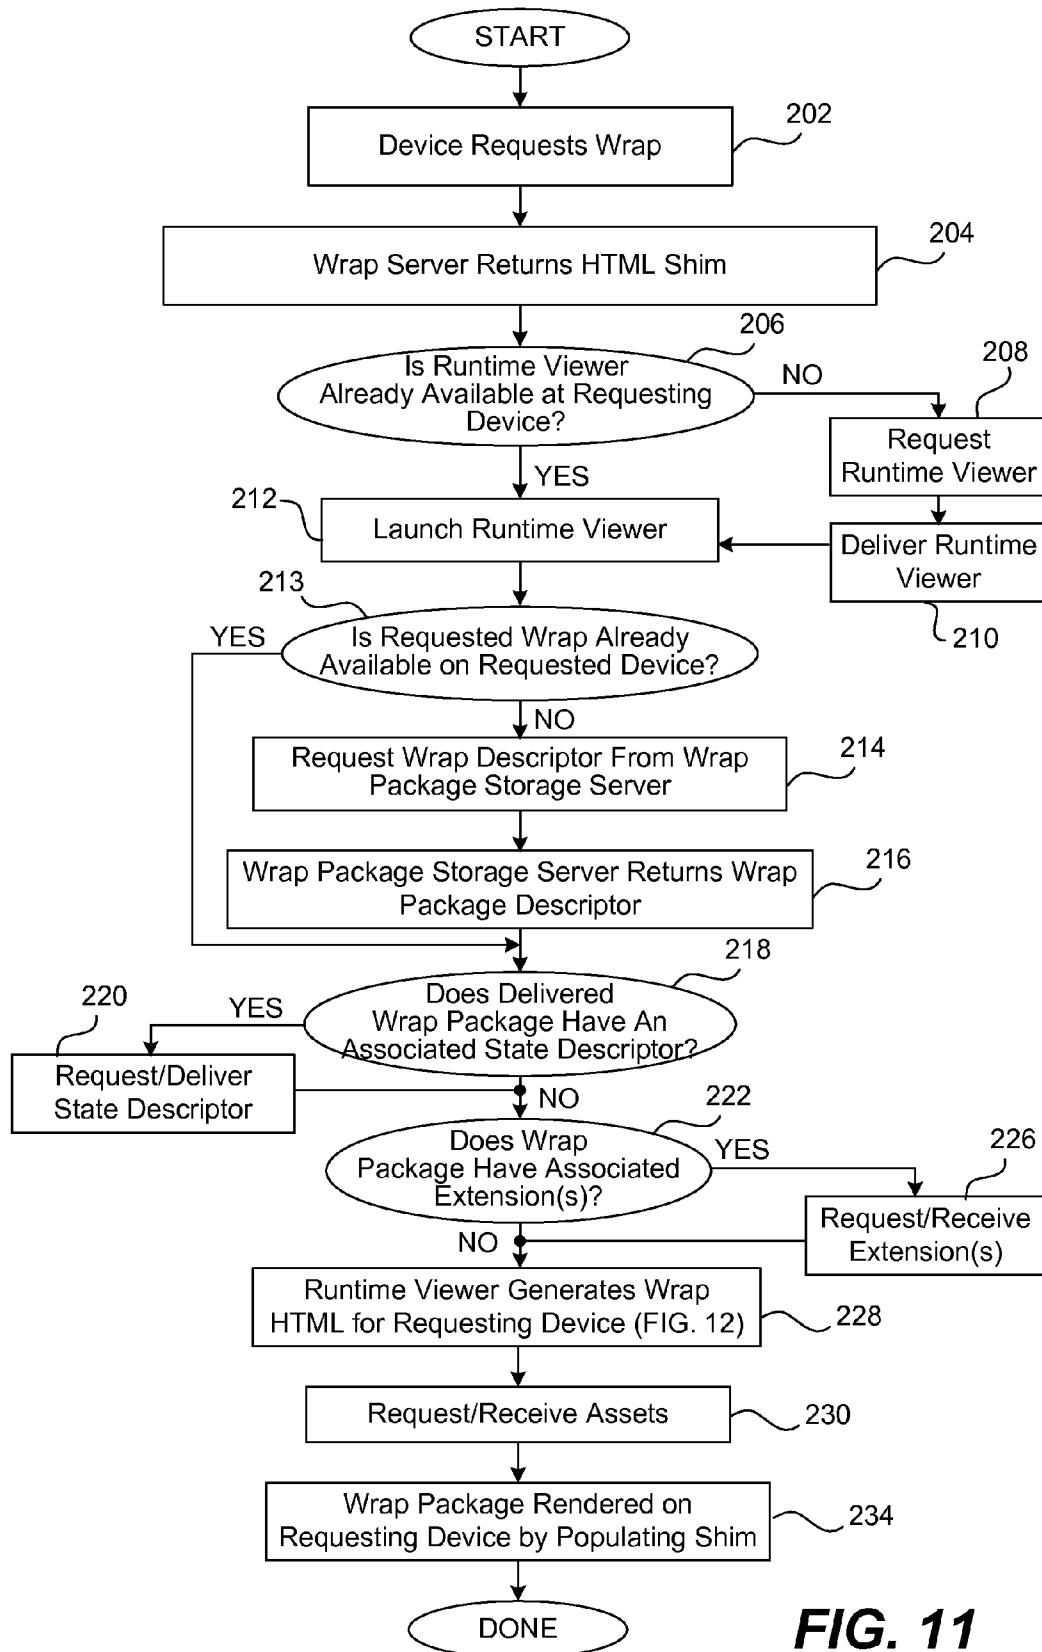 START
202
Device Requests Wrap
204
Wrap Server Returns HTML Shim
206
Is Runtime Viewer
Already Available at Requesting
Device?
NO
208
Request
Runtime Viewer
YES
212
Launch Runtime Viewer
Deliver Runtime
Viewer
210
213
YES
Is Requested Wrap Already
Available on Requested Device?
NO
214
Request Wrap Descriptor From Wrap
Package Storage Server
216
Wrap Package Storage Server Returns Wrap
Package Descriptor
218
Does Delivered
Wrap Package Have An
Associated State Descriptor?
220
YES
Request/Deliver
State Descriptor
NO
222
Does Wrap
Package Have Associated
Extension(s)?
YES
226
Request/Receive
Extension(s)
NO
Runtime Viewer Generates Wrap
HTML for Requesting Device (FIG. 12)
228
Request/Receive Assets
230
Wrap Package Rendered on
Requesting Device by Populating Shim
234
DONE
FIG. 11